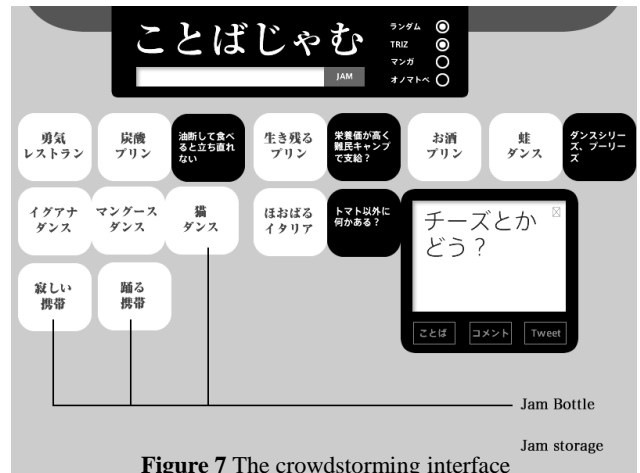 ことばじゃむ
JAM
ランダム
TRIZ
マンガ
オノマトペ
勇気
レストラン
炭酸
プリン
油断して食べ
ると立ち直れ
ない
生き残る
プリン
栄養価が高く
難民キャンプ
で支給？
お酒
プリン
蛙
ダンス
ダンスシリー
ズ、プーリー
ズ
イグアナ
ダンス
マングース
ダンス
猫
ダンス
ほおばる
イタリア
トマト以外に
何かある？
チーズとか
どう？
ことば
コメント
Tweet
寂しい
携帯
踊る
携帯
Jam Bottle
Jam storage
Figure 7 The crowdstorming interface